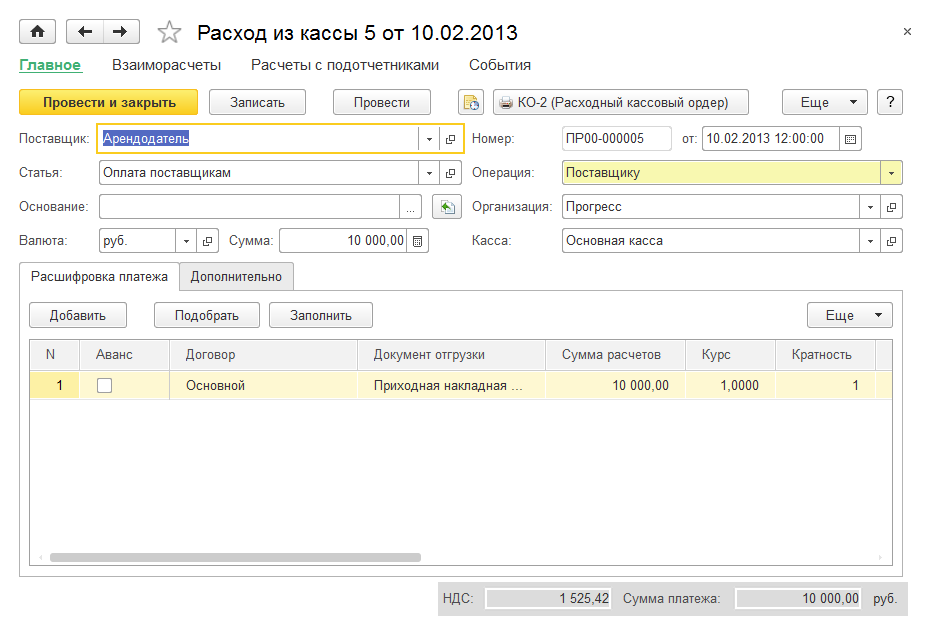 Расход из кассы 5 от 10.02.2013
Главное Взаиморасчеты Расчеты с подотчетниками События
Провести и закрыть Записать Провести КО-2 (Расходный кассовый ордер) Еще ?
Поставщик: Арендодатель Номер: ПР00-000005 от: 10.02.2013 12:00:00
Статья: Оплата поставщикам Операция: Поставщику
Основание: ... Организация: Прогресс
Валюта: руб. Сумма: 10 000,00 Касса: Основная касса
Расшифровка платежа Дополнительно
Добавить Подобрать Заполнить Еще
N Аванс Договор Документ отгрузки Сумма расчетов Курс Кратность
1 Основной Приходная накладная ... 10 000,00 1,0000 1
НДС: 1 525,42 Сумма платежа: 10 000,00 руб.